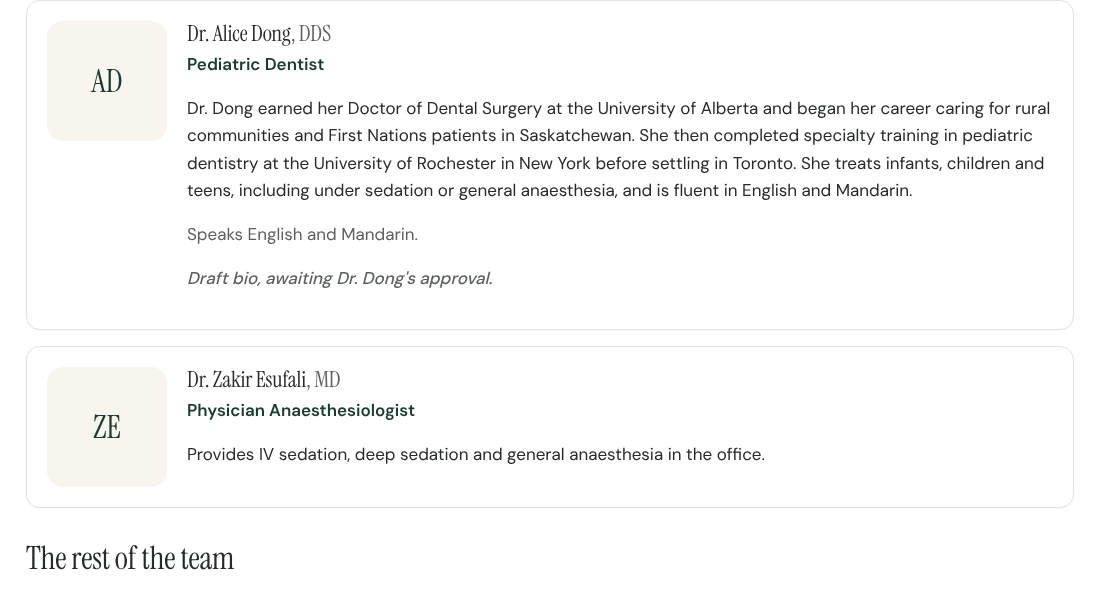 AD
Dr. Alice Dong, DDS
Pediatric Dentist
Dr. Dong earned her Doctor of Dental Surgery at the University of Alberta and began her career caring for rural
communities and First Nations patients in Saskatchewan. She then completed specialty training in pediatric
dentistry at the University of Rochester in New York before settling in Toronto. She treats infants, children and
teens, including under sedation or general anaesthesia, and is fluent in English and Mandarin.
Speaks English and Mandarin.
Draft bio, awaiting Dr. Dong's approval.
ZE
Dr. Zakir Esufali, MD
Physician Anaesthesiologist
Provides IV sedation, deep sedation and general anaesthesia in the office.
The rest of the team